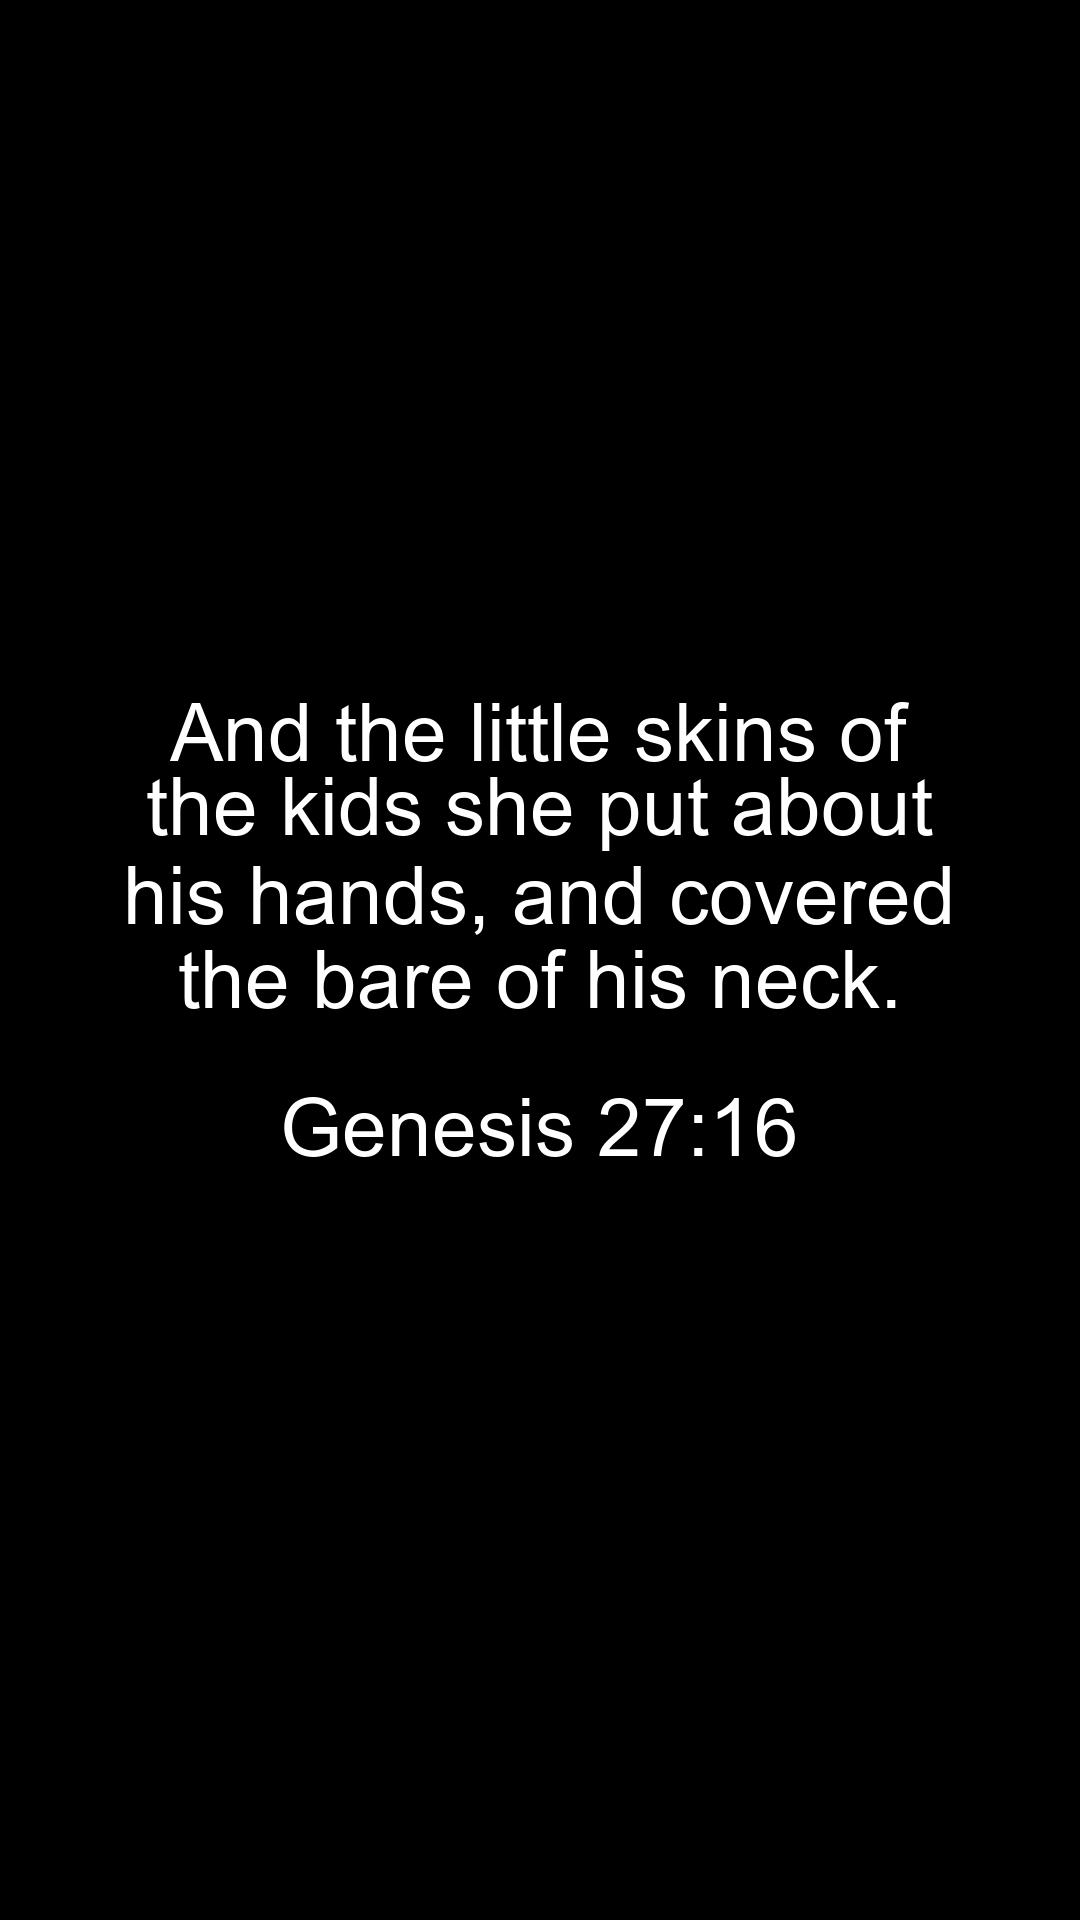 And the little skins of
the kids she put about
his hands, and covered
the bare of his neck.
Genesis 27:16